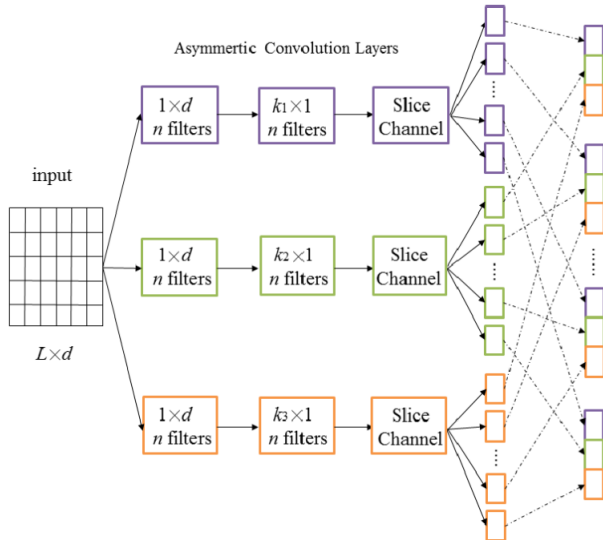 Asymmertic Convolution Layers
input
L×d
1×d
n filters
k₁×1
n filters
Slice
Channel
1×d
n filters
k₂×1
n filters
Slice
Channel
1×d
n filters
k₃×1
n filters
Slice
Channel